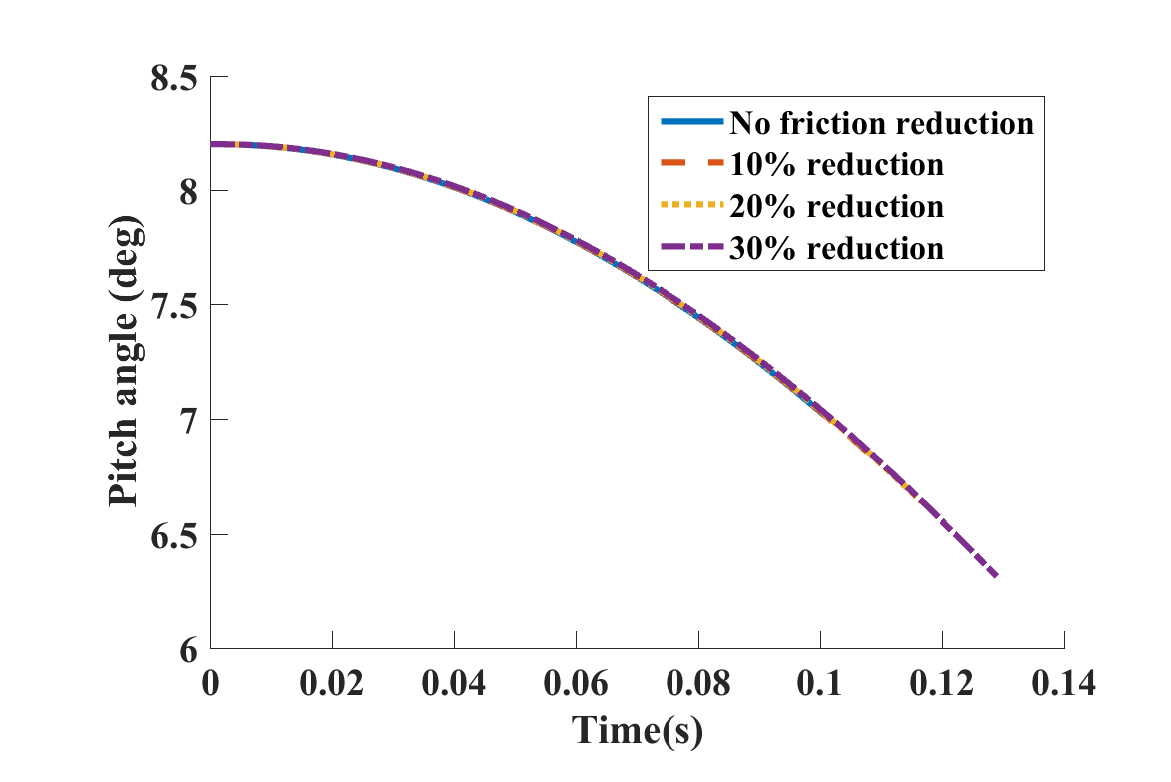 8.5
8
7.5
7
6.5
6
0
0.02
0.04
0.06
0.08
0.1
0.12
0.14
Pitch angle (deg)
Time(s)
No friction reduction
10% reduction
20% reduction
30% reduction